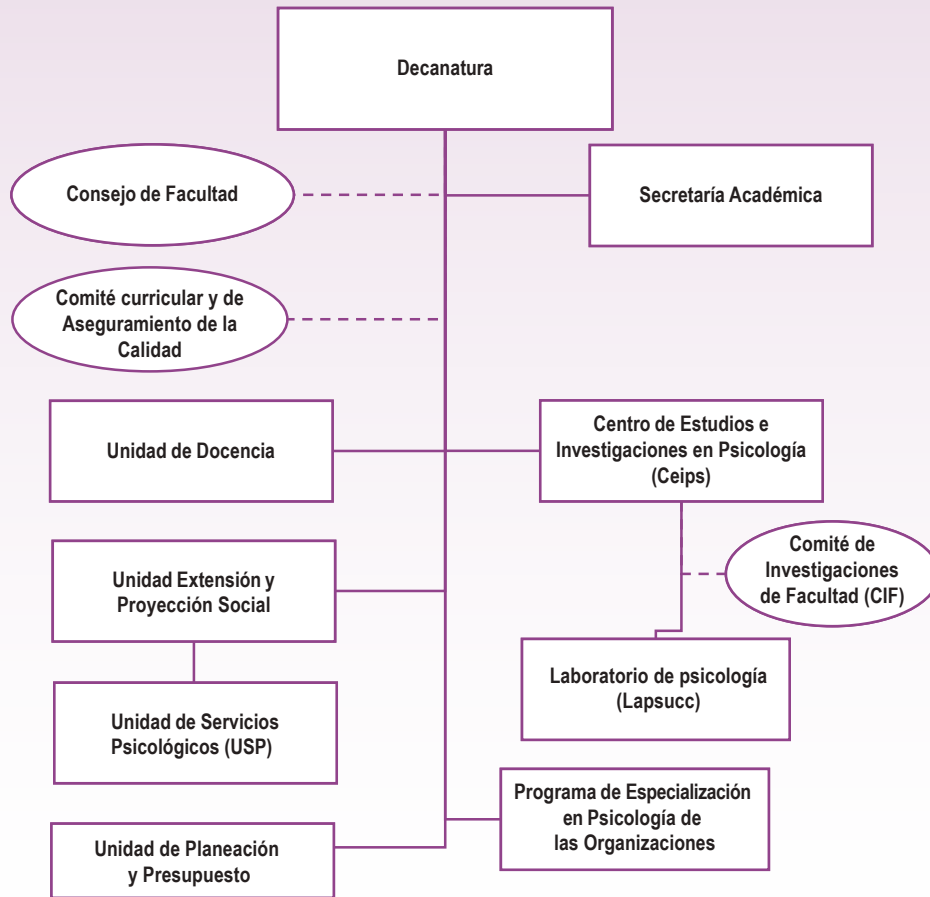 Decanatura
Consejo de Facultad
Secretaría Académica
Comité curricular y de
Aseguramiento de la
Calidad
Unidad de Docencia
Centro de Estudios e
Investigaciones en Psicología
(Ceips)
Unidad Extensión y
Proyección Social
Comité de
Investigaciones
de Facultad (CIF)
Laboratorio de psicología
(Lapsucc)
Unidad de Servicios
Psicológicos (USP)
Programa de Especialización
en Psicología de
las Organizaciones
Unidad de Planeación
y Presupuesto